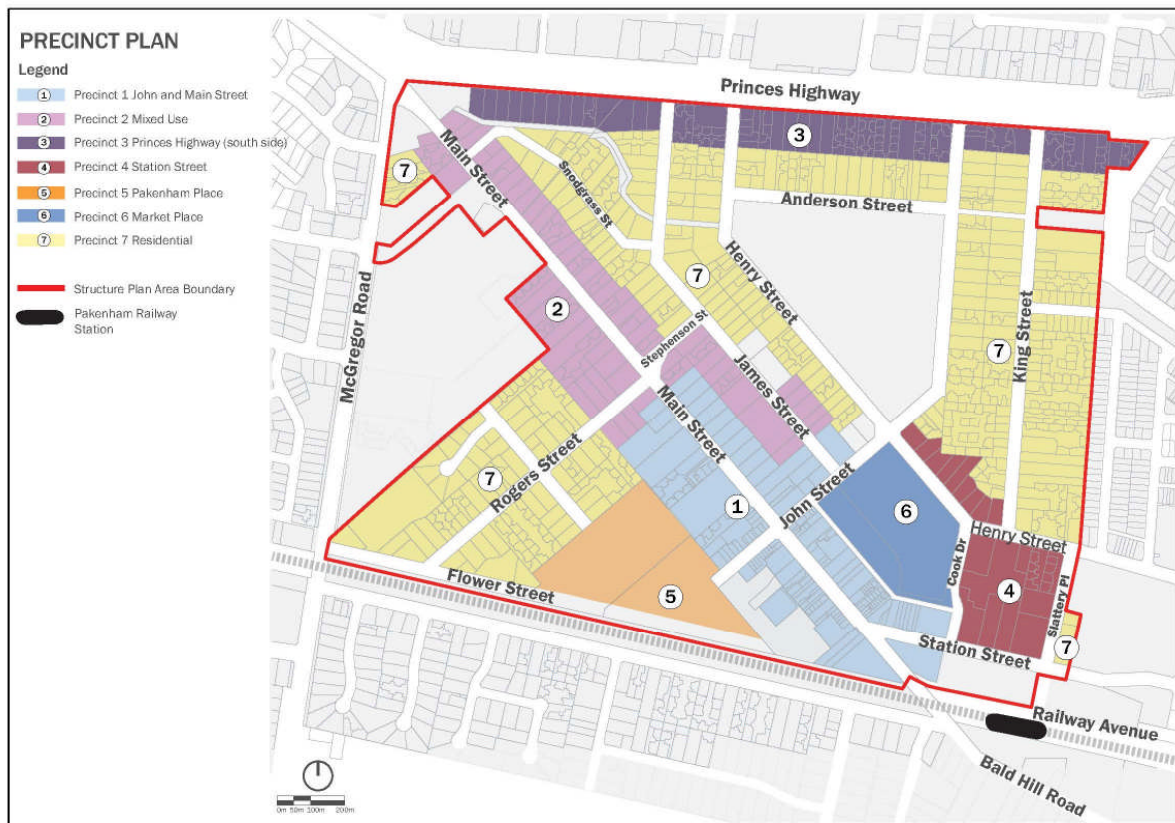 PRECINCT PLAN
Legend
1 Precinct 1 John and Main Street
2 Precinct 2 Mixed Use
3 Precinct 3 Princes Highway (south side)
4 Precinct 4 Station Street
5 Precinct 5 Pakenham Place
6 Precinct 6 Market Place
7 Precinct 7 Residential
Structure Plan Area Boundary
Pakenham Railway
Station
Princes Highway
3
Main Street
7
Snodgrass St
Anderson Street
McGregor Road
7
Henry Street
2
Stephenson St
James Street
7
King Street
Main Street
Rogers Street
7
John Street
1
6
Henry Street
Cook Dr
4
Slattery Pl
Flower Street
5
Station Street
7
Railway Avenue
Bald Hill Road
0m 50m 100m 200m